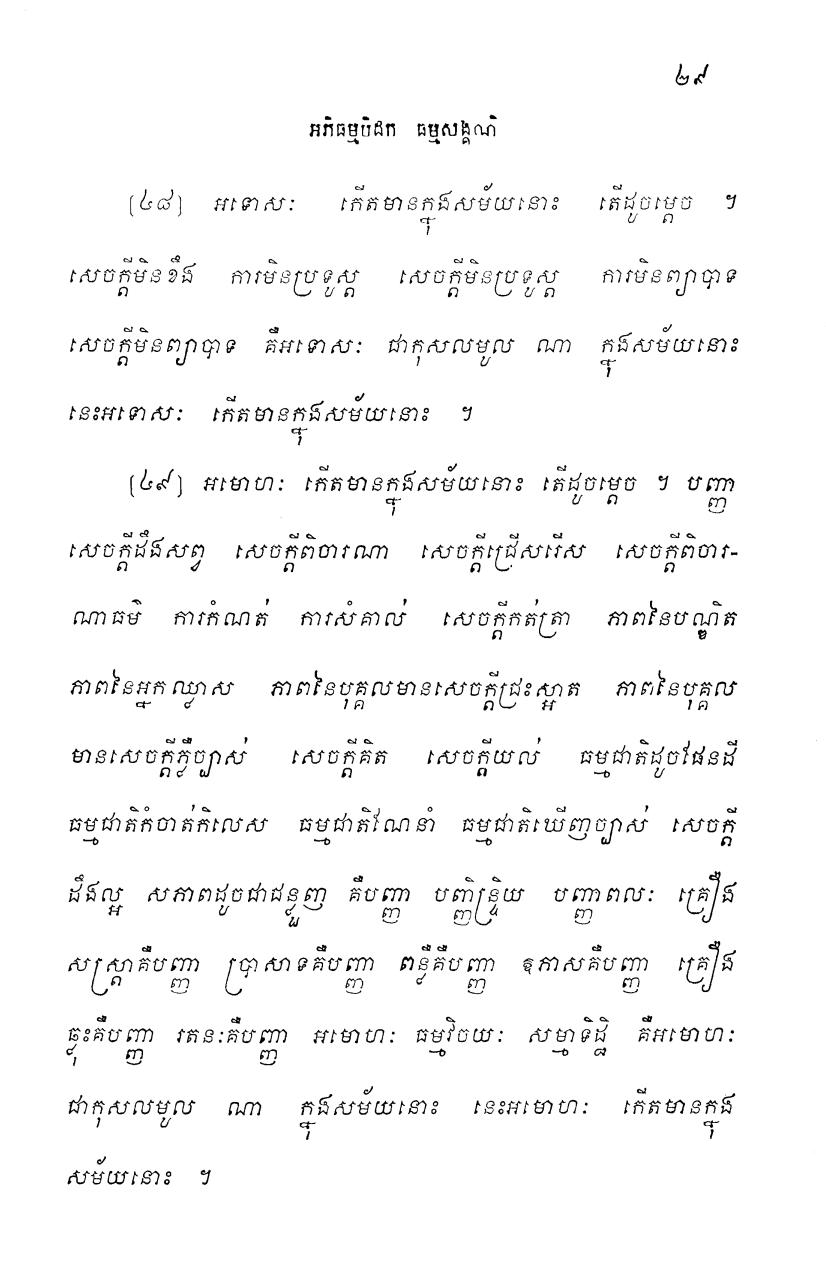 ២៩
អភិធម្មបិដក ធម្មសង្គណិ
[៤៨] អទោសៈ កើតមានក្នុងសម័យនោះ តើដូចម្តេច ។
សេចក្តីមិនខឹង ការមិនប្រទូស្ត សេចក្តីមិនប្រទូស្ត ការមិនព្យាបាទ
សេចក្តីមិនព្យាបាទ គឺអទោសៈ ជាកុសលមូល ណា ក្នុងសម័យនោះ
នេះអទោសៈ កើតមានក្នុងសម័យនោះ ។
[៤៩] អមោហៈ កើតមានក្នុងសម័យនោះ តើដូចម្តេច ។ បញ្ញា
សេចក្តីដឹងសព្វ សេចក្តីពិចារណា សេចក្តីជ្រើសរើស សេចក្តីពិចារ-
ណាធម៌ ការកំណត់ ការសំគាល់ សេចក្តីកត់ត្រា ភាពនៃបណ្ឌិត
ភាពនៃអ្នកឈ្លាស ភាពនៃបុគ្គលមានសេចក្តីជ្រះស្អាត ភាពនៃបុគ្គល
មានសេចក្តីភ្លឺច្បាស់ សេចក្តីគិត សេចក្តីយល់ ធម្មជាតិដូចផែនដី
ធម្មជាតិកំចាត់កិលេស ធម្មជាតិណែនាំ ធម្មជាតិឃើញច្បាស់ សេចក្តី
ដឹងល្អ សភាពដូចជាជន្លួញ គឺបញ្ញា បញ្ញិន្ទ្រិយ បញ្ញាពលៈ គ្រឿង
សស្ត្រាគឺបញ្ញា ប្រាសាទគឺបញ្ញា ពន្លឺគឺបញ្ញា ឱភាសគឺបញ្ញា គ្រឿង
ឆ្លុះគឺបញ្ញា រតនៈគឺបញ្ញា អមោហៈ ធម្មវិចយៈ សម្មាទិដ្ឋិ គឺអមោហៈ
ជាកុសលមូល ណា ក្នុងសម័យនោះ នេះអមោហៈ កើតមានក្នុង
សម័យនោះ ។